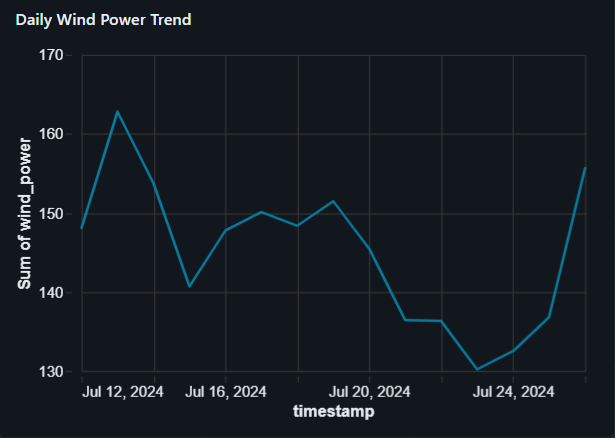 Daily Wind Power Trend
170
160
150
140
130
Sum of wind_power
Jul 12, 2024 Jul 16, 2024 Jul 20, 2024 Jul 24, 2024
timestamp